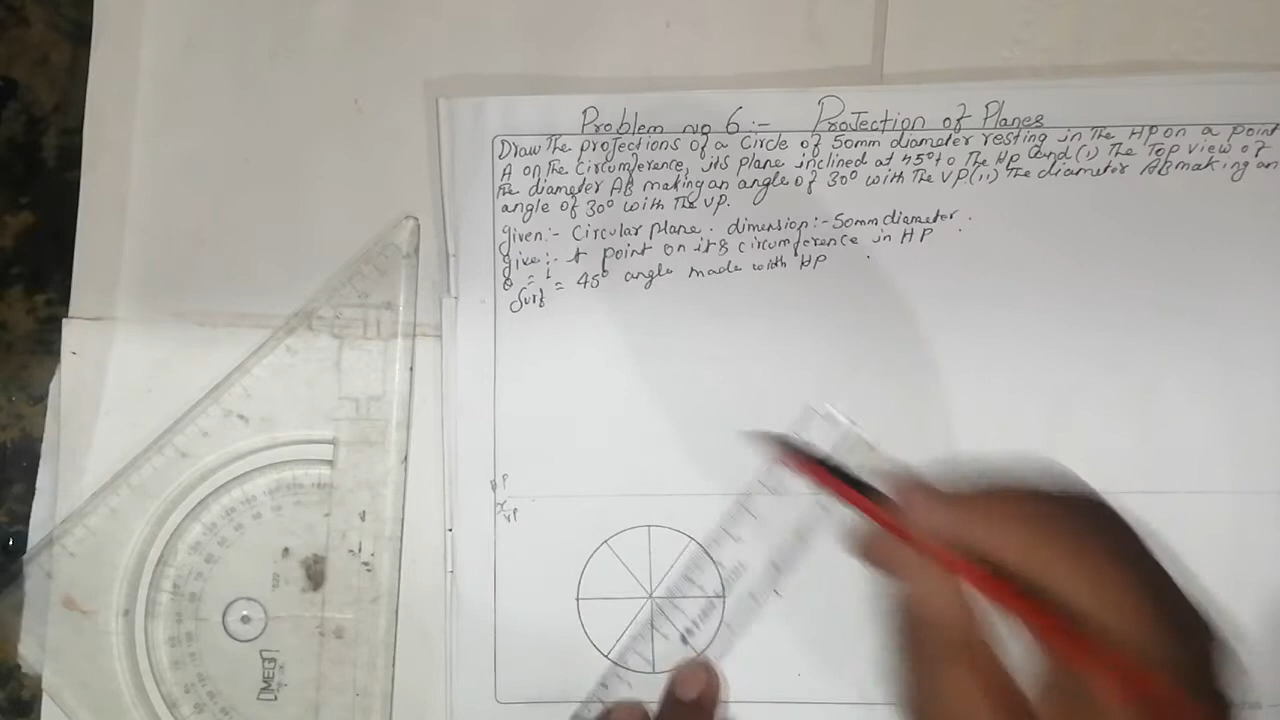 Problem no 6:- Projection of Planes
Draw The projections of a Circle of 50mm diameter resting in The HP on a point
A on The Circumference, its plane inclined at 45° to The Hp and (i) The Top view of
The diameter AB making an angle of 30° with The VP (ii) The diameter AB making an
angle of 30° with The VP.
given:- Circular plane. dimension:- 50mm diameter.
give:- A point on its circumference in HP
= 45° angle made with HP
Surf
VP
OMEGA